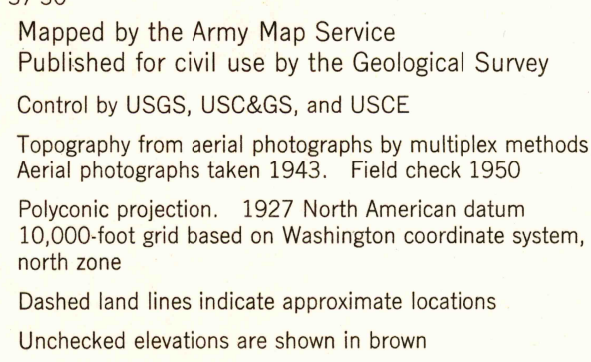 Mapped by the Army Map Service
Published for civil use by the Geological Survey
Control by USGS, USC&GS, and USCE
Topography from aerial photographs by multiplex methods
Aerial photographs taken 1943. Field check 1950
Polyconic projection. 1927 North American datum
10,000-foot grid based on Washington coordinate system,
north zone
Dashed land lines indicate approximate locations
Unchecked elevations are shown in brown